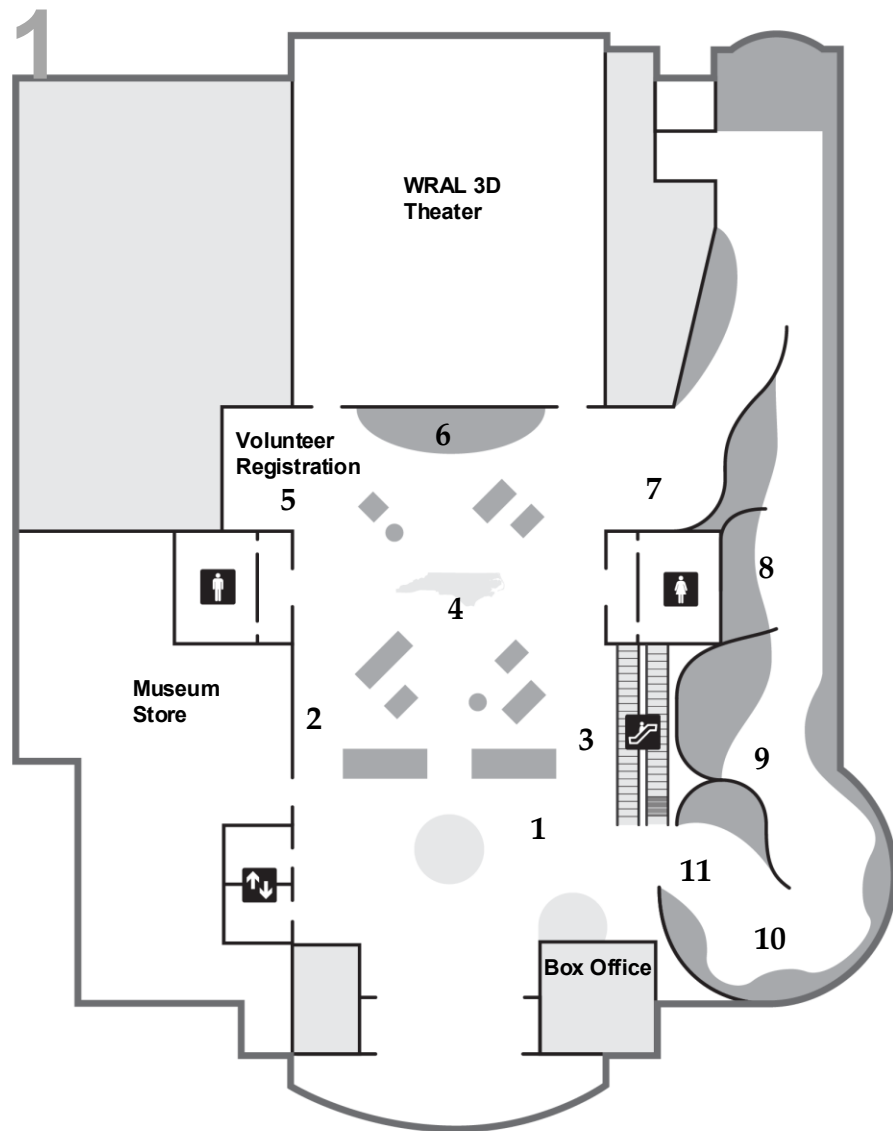 1
WRAL 3D
Theater
6
Volunteer
Registration
5
7
8
4
Museum
Store
2
3
9
1
11
10
Box Office